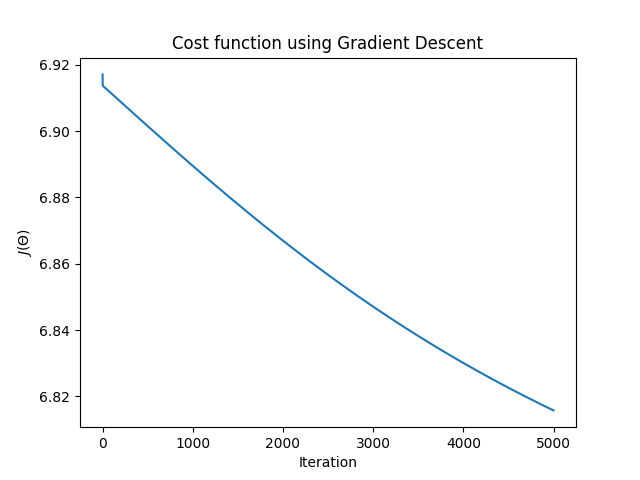 Cost function using Gradient Descent
6.92
6.90
6.88
6.86
6.84
6.82
J(Θ)
0 1000 2000 3000 4000 5000
Iteration